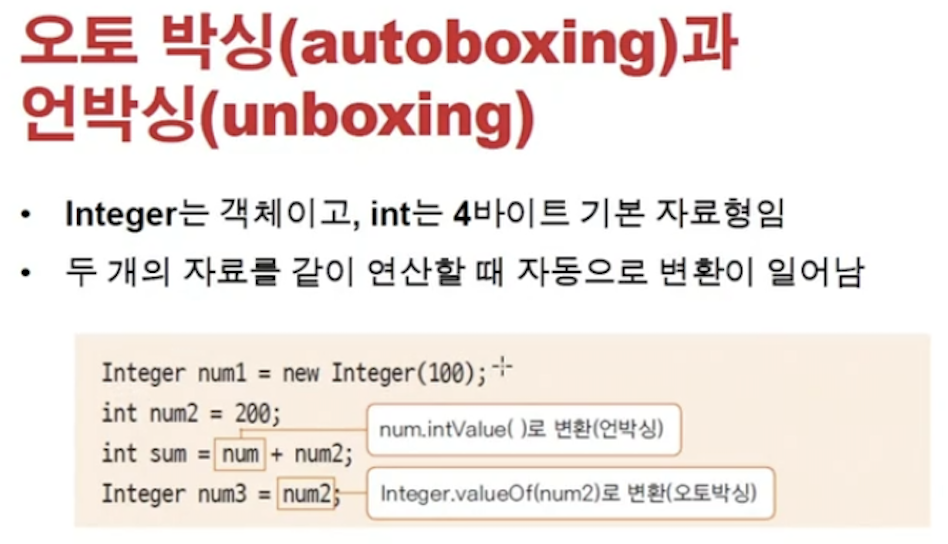 오토 박싱(autoboxing)과
언박싱(unboxing)
• Integer는 객체이고, int는 4바이트 기본 자료형임
• 두 개의 자료를 같이 연산할 때 자동으로 변환이 일어남
Integer num1 = new Integer(100);
int num2 = 200;
num.intValue( )로 변환(언박싱)
int sum = num + num2;
Integer num3 = num2;
Integer.valueOf(num2)로 변환(오토박싱)